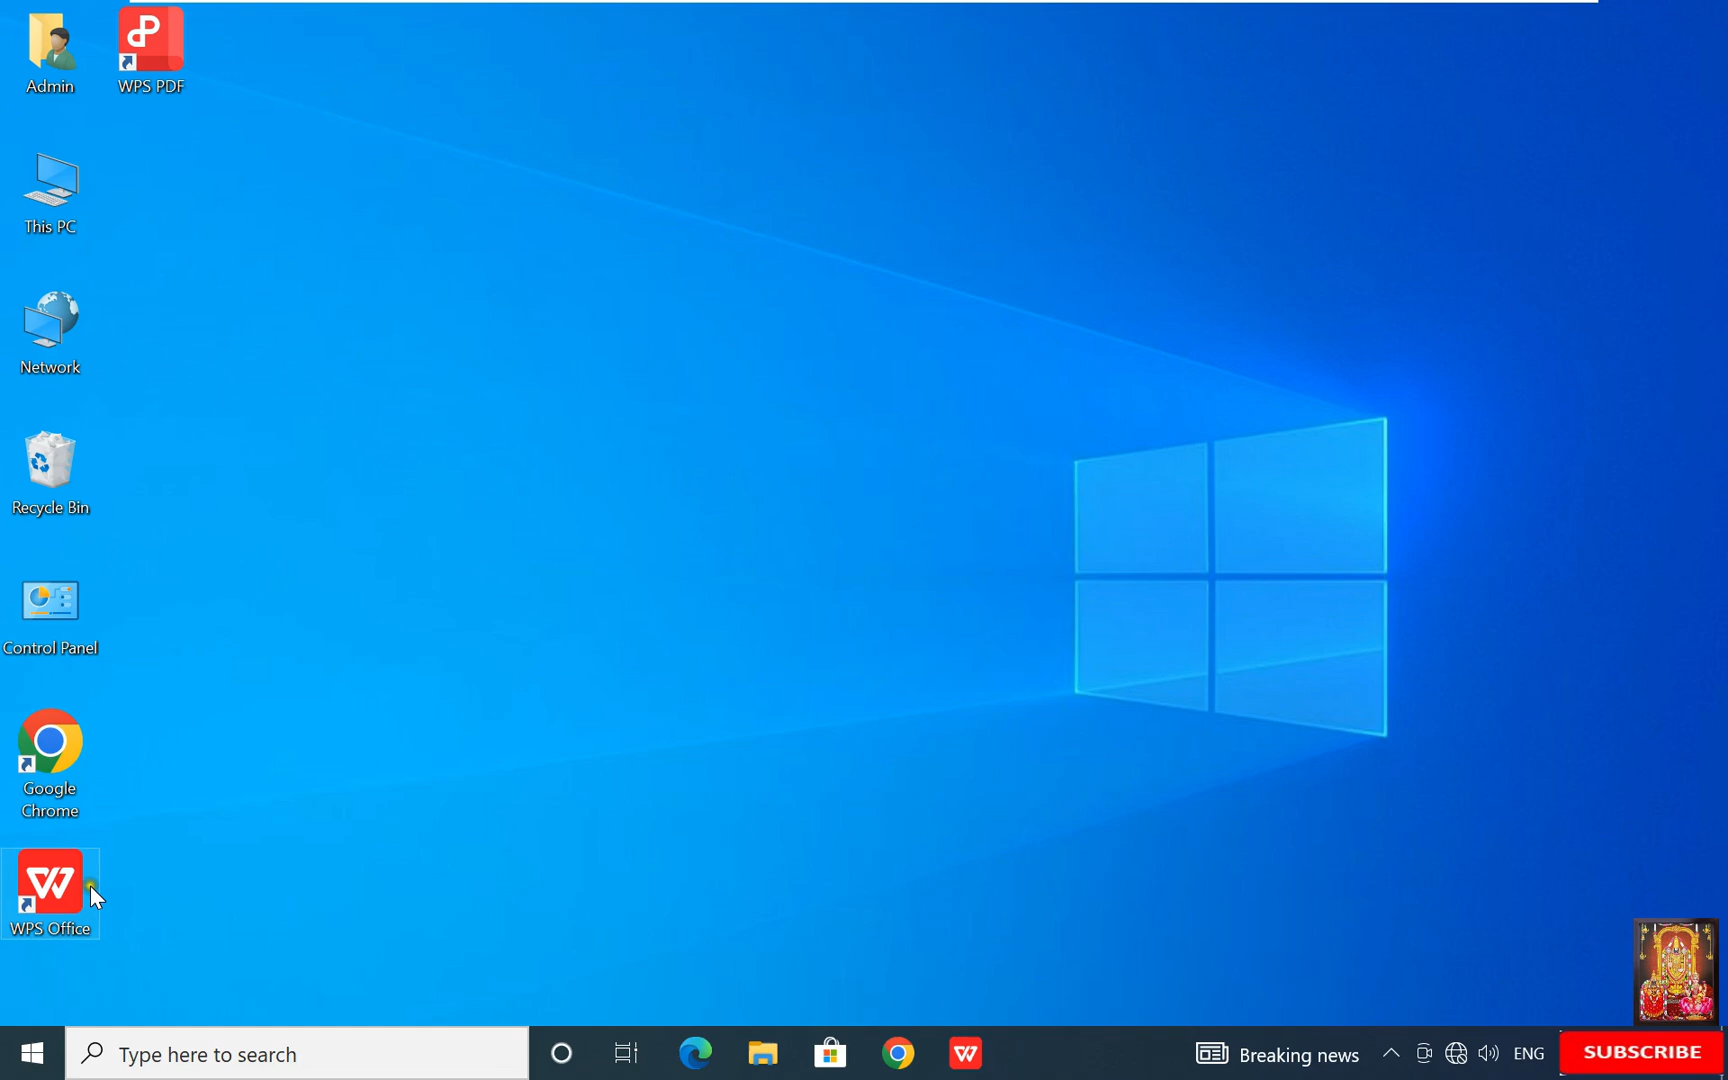 Admin
WPS PDF
This PC
Network
Recycle Bin
Control Panel
Google
Chrome
WPS Office
Type here to search
Breaking news
ENG
SUBSCRIBE